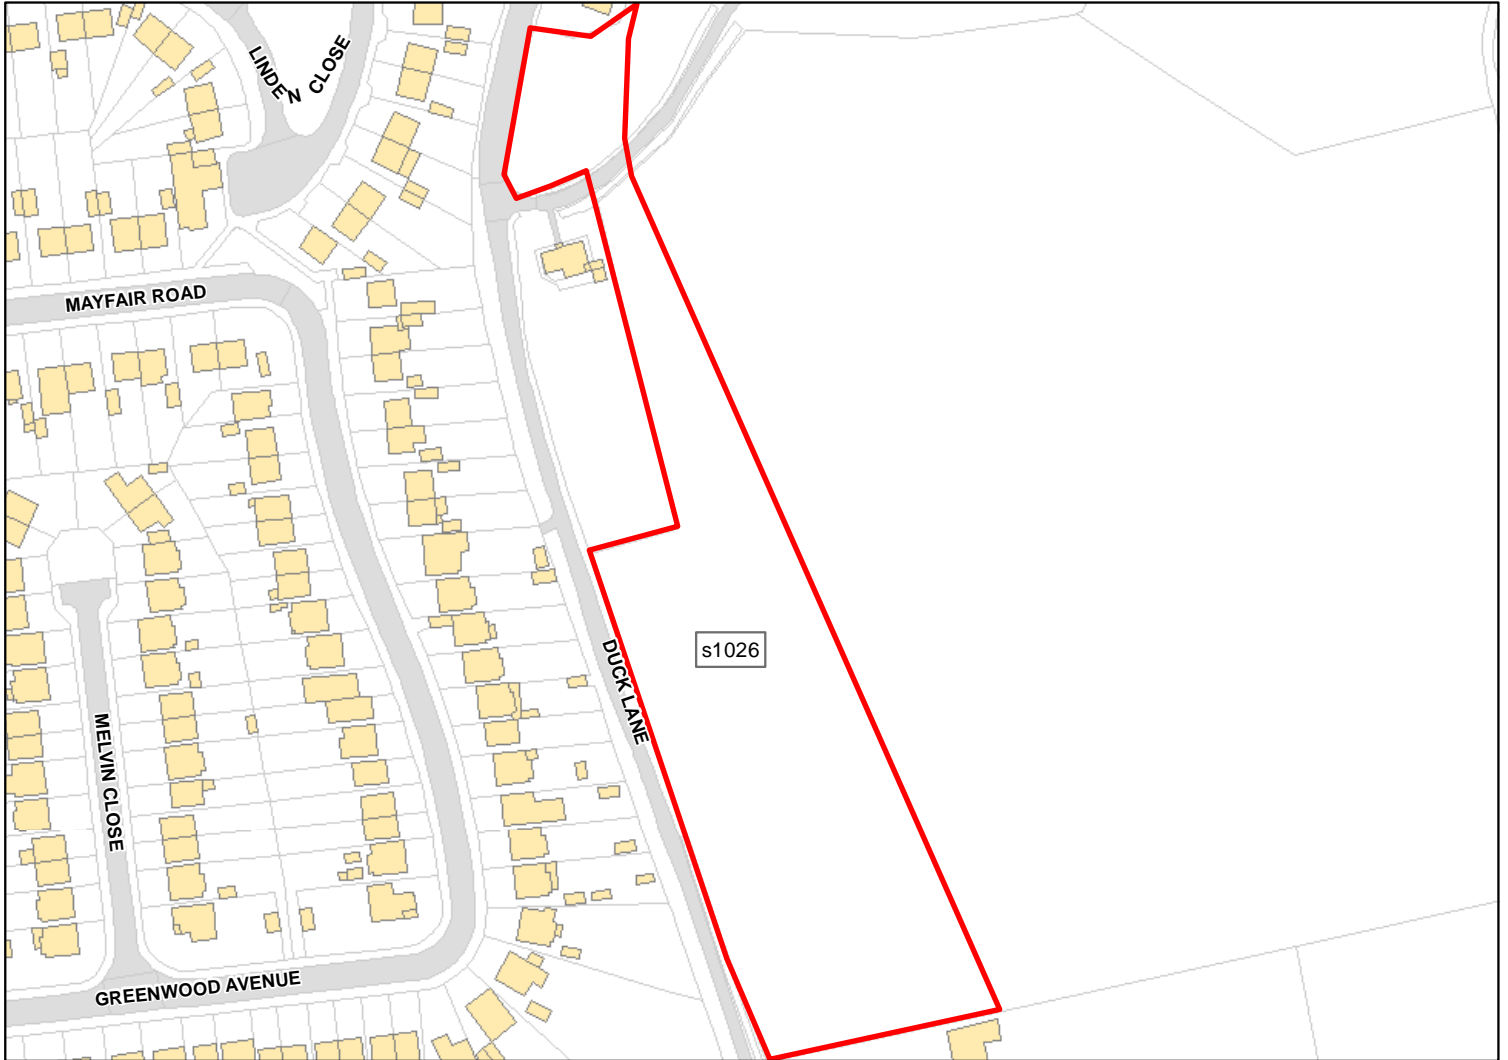 LINDEN CLOSE
MAYFAIR ROAD
s1026
DUCK LANE
MELVIN CLOSE
GREENWOOD AVENUE